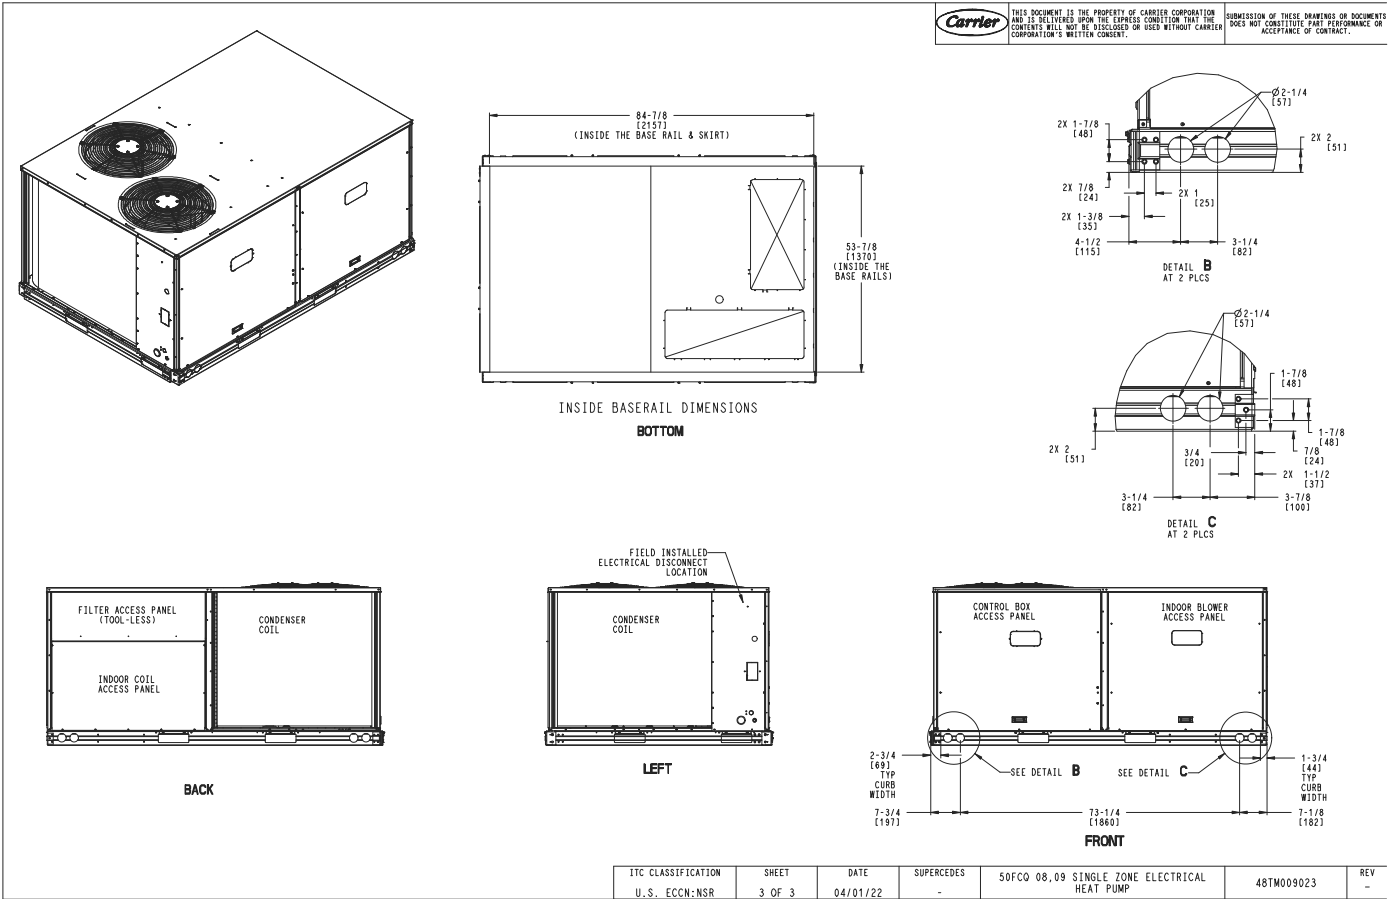 Carrier
THIS DOCUMENT IS THE PROPERTY OF CARRIER CORPORATION
AND IS DELIVERED UPON THE EXPRESS CONDITION THAT THE
CONTENTS WILL NOT BE DISCLOSED OR USED WITHOUT CARRIER
CORPORATION'S WRITTEN CONSENT.
SUBMISSION OF THESE DRAWINGS OR DOCUMENTS
DOES NOT CONSTITUTE PART PERFORMANCE OR
ACCEPTANCE OF CONTRACT.
84-7/8
[2157]
(INSIDE THE BASE RAIL & SKIRT)
53-7/8
[1370]
(INSIDE THE
BASE RAILS)
INSIDE BASERAIL DIMENSIONS
BOTTOM
Ø2-1/4
[57]
2X 1-7/8
[48]
2X 2
[51]
2X 7/8
[24]
2X 1
[25]
2X 1-3/8
[35]
4-1/2
[115]
3-1/4
[82]
DETAIL B
AT 2 PLCS
Ø2-1/4
[57]
1-7/8
[48]
1-7/8
[48]
2X 2
[51]
3/4
[20]
7/8
[24]
2X 1-1/2
[37]
3-1/4
[82]
3-7/8
[100]
DETAIL C
AT 2 PLCS
FILTER ACCESS PANEL
(TOOL-LESS)
CONDENSER
COIL
INDOOR COIL
ACCESS PANEL
BACK
FIELD INSTALLED
ELECTRICAL DISCONNECT
LOCATION
CONDENSER
COIL
LEFT
CONTROL BOX
ACCESS PANEL
INDOOR BLOWER
ACCESS PANEL
2-3/4
[69]
TYP
CURB
WIDTH
SEE DETAIL B
SEE DETAIL C
1-3/4
[44]
TYP
CURB
WIDTH
7-3/4
[197]
73-1/4
[1860]
7-1/8
[182]
FRONT
ITC CLASSIFICATION
U.S. ECCN:NSR
SHEET
3 OF 3
DATE
04/01/22
SUPERCEDES
-
50FCQ 08,09 SINGLE ZONE ELECTRICAL
HEAT PUMP
48TM009023
REV
-